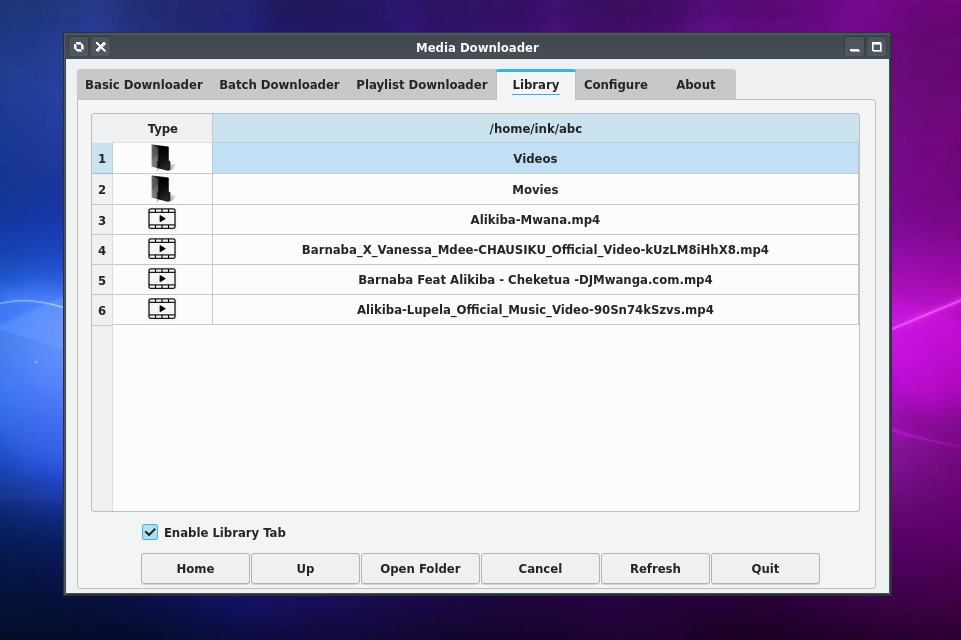 Media Downloader
Basic Downloader Batch Downloader Playlist Downloader Library Configure About
Type /home/ink/abc
1 Videos
2 Movies
3 Alikiba-Mwana.mp4
4 Barnaba_X_Vanessa_Mdee-CHAUSIKU_Official_Video-kUzLM8iHhX8.mp4
5 Barnaba Feat Alikiba - Cheketua -DJMwanga.com.mp4
6 Alikiba-Lupela_Official_Music_Video-90Sn74kSzvs.mp4
Enable Library Tab
Home Up Open Folder Cancel Refresh Quit